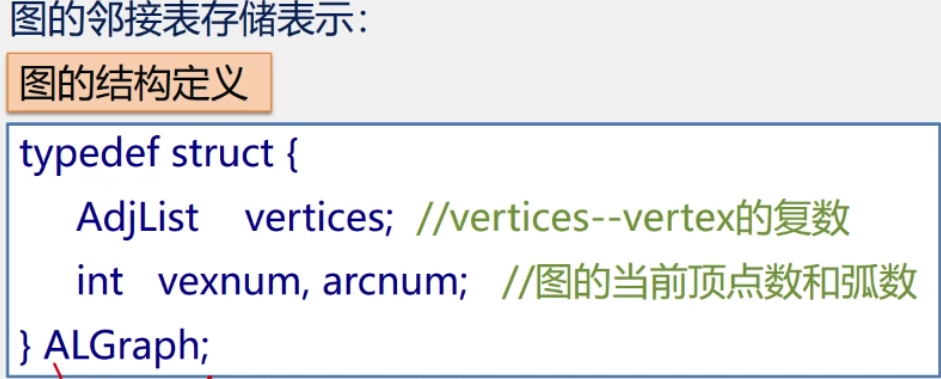 图的邻接表存储表示：
图的结构定义
typedef struct {
AdjList vertices; //vertices--vertex的复数
int vexnum, arcnum; //图的当前顶点数和弧数
} ALGraph;